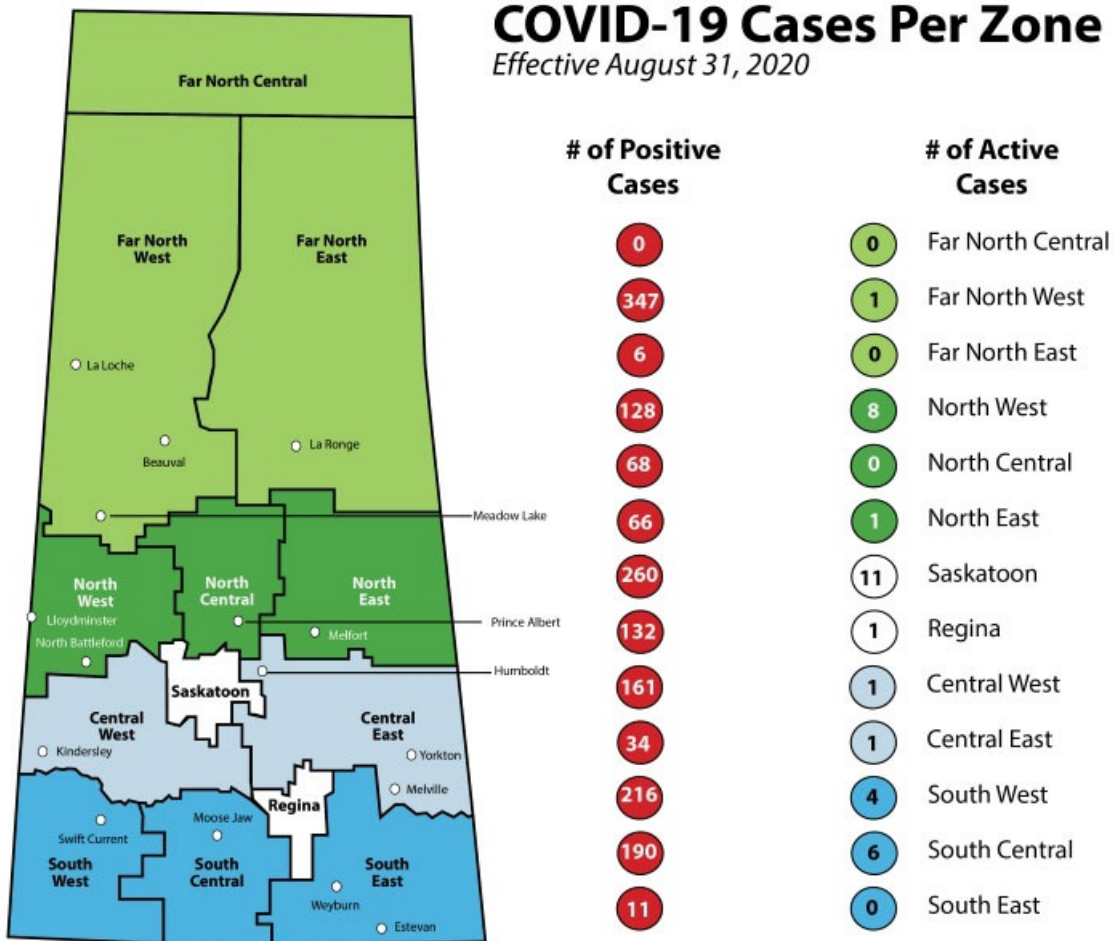 COVID-19 Cases Per Zone
Effective August 31, 2020
# of Positive
Cases
# of Active
Cases
0 0 Far North Central
347 1 Far North West
6 0 Far North East
128 8 North West
68 0 North Central
66 1 North East
260 11 Saskatoon
132 1 Regina
161 1 Central West
34 1 Central East
216 4 South West
190 6 South Central
11 0 South East
Far North Central
Far North
West
Far North
East
La Loche
Beauval
La Ronge
Meadow Lake
North
West
North
Central
North
East
Lloydminster
Prince Albert
Melfort
North Battleford
Humboldt
Saskatoon
Central
West
Central
East
Kindersley
Yorkton
Melville
Regina
Moose Jaw
Swift Current
South
West
South
Central
South
East
Weyburn
Estevan